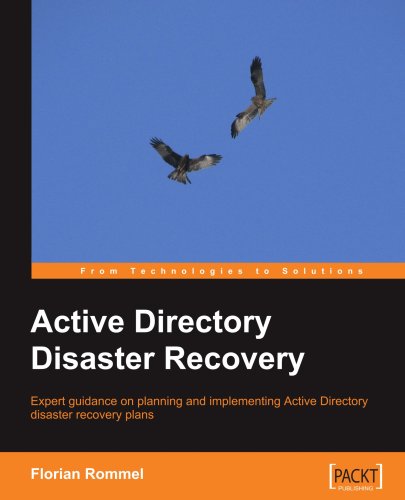 From Technologies to Solutions
Active Directory
Disaster Recovery
Expert guidance on planning and implementing Active Directory
disaster recovery plans
Florian Rommel
PACKT
PUBLISHING